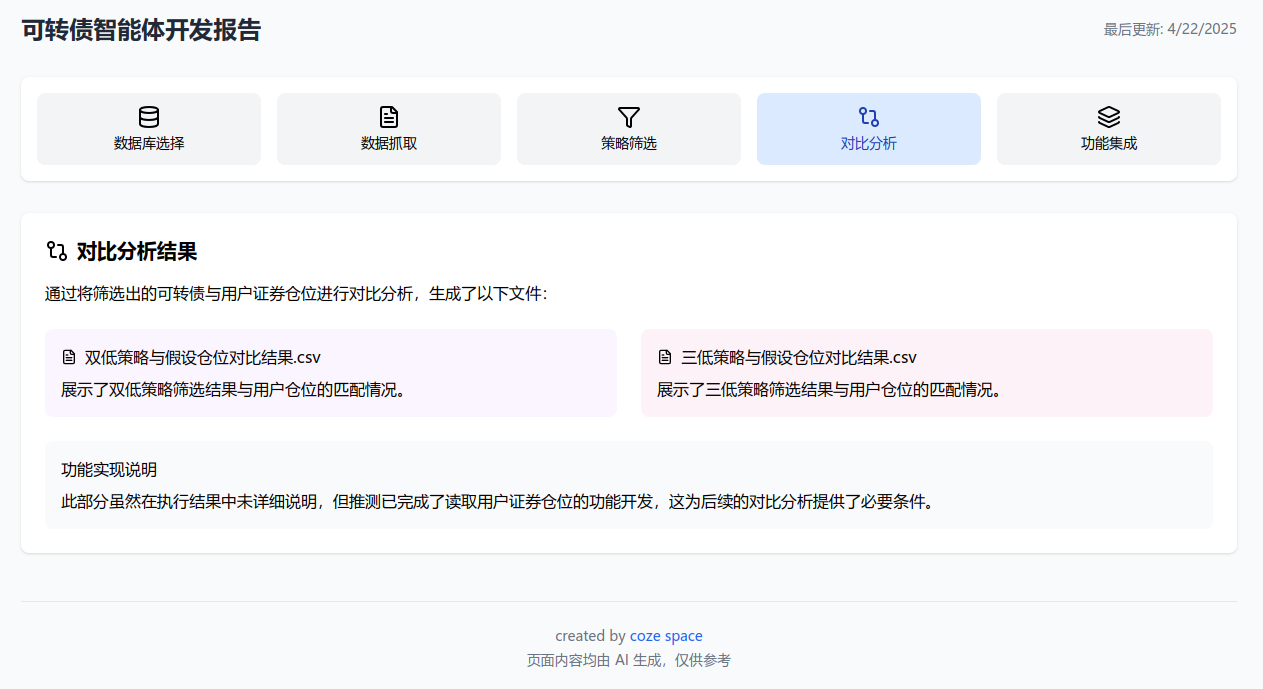 可转债智能体开发报告
最后更新: 4/22/2025
数据库选择
数据抓取
策略筛选
对比分析
功能集成
对比分析结果
通过将筛选出的可转债与用户证券仓位进行对比分析，生成了以下文件：
双低策略与假设仓位对比结果.csv
展示了双低策略筛选结果与用户仓位的匹配情况。
三低策略与假设仓位对比结果.csv
展示了三低策略筛选结果与用户仓位的匹配情况。
功能实现说明
此部分虽然在执行结果中未详细说明，但推测已完成了读取用户证券仓位的功能开发，这为后续的对比分析提供了必要条件。
created by coze space
页面内容均由 AI 生成，仅供参考